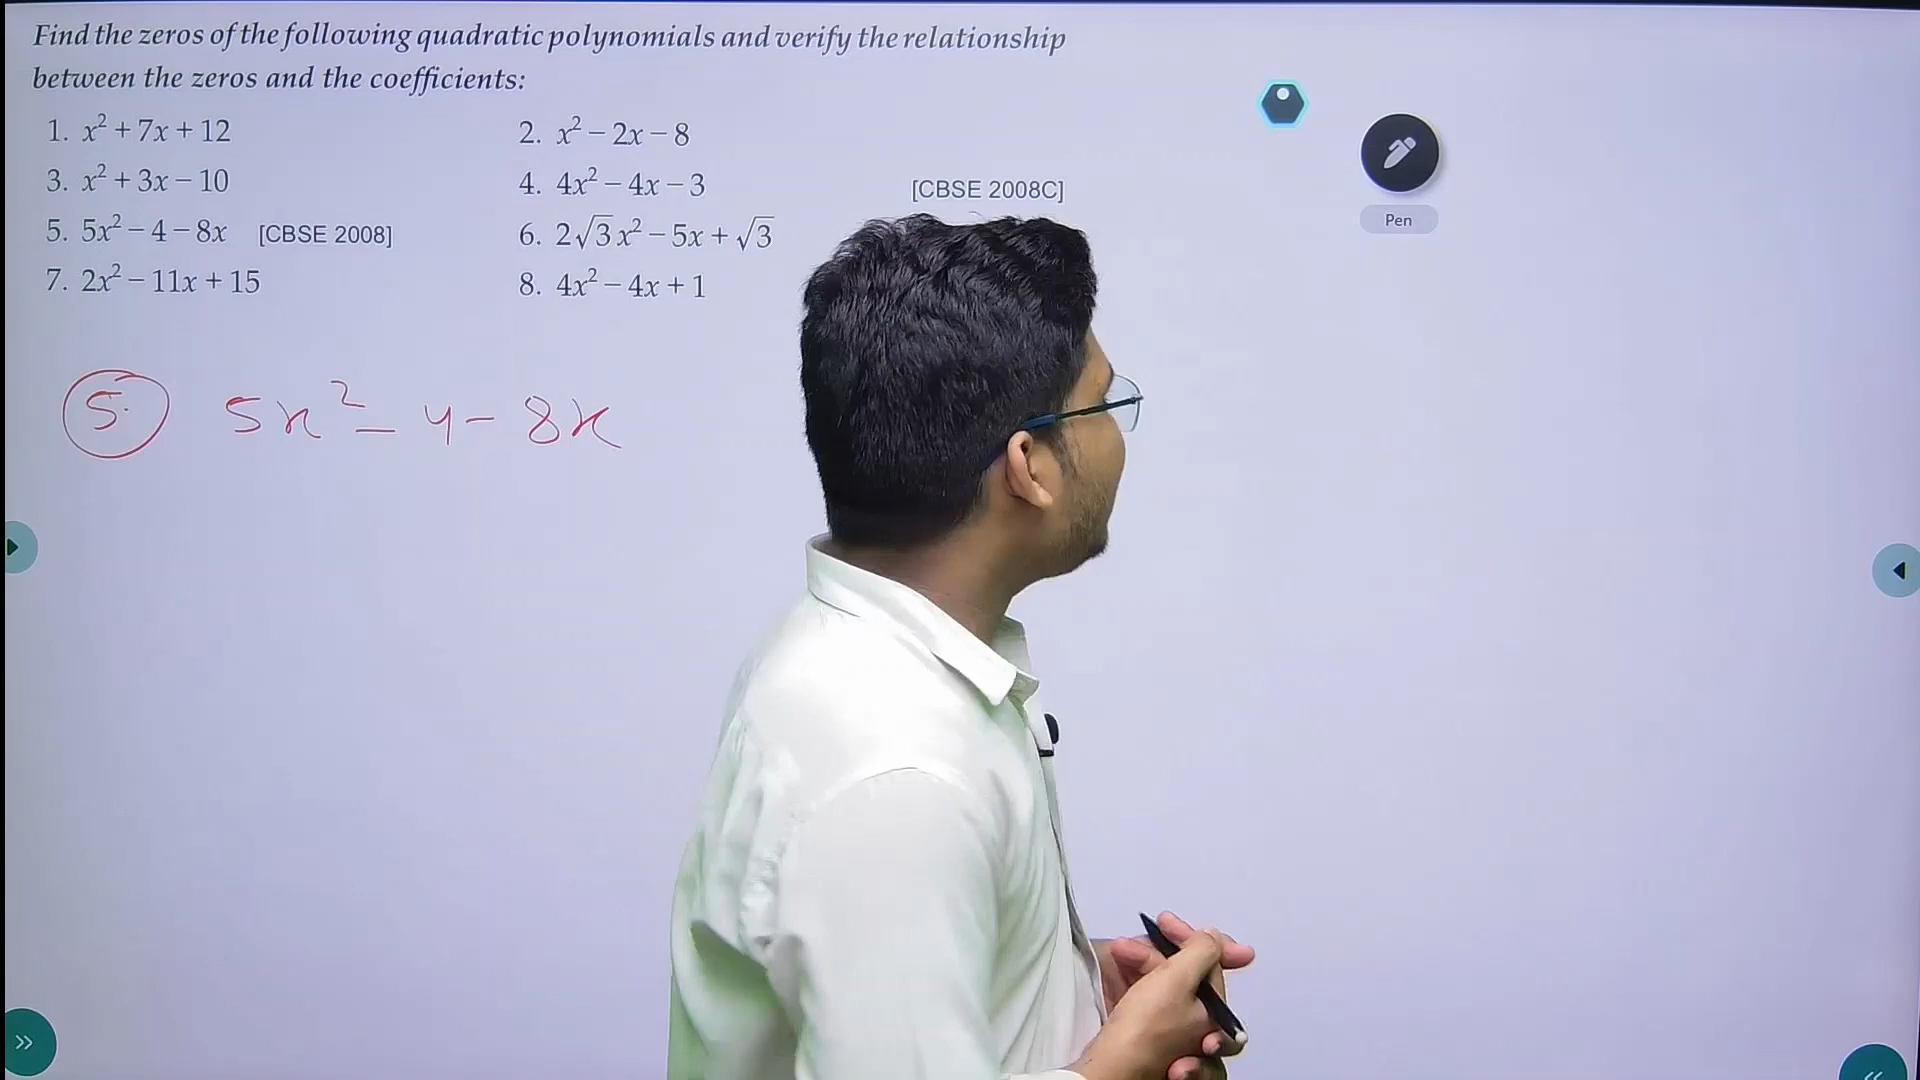 Find the zeros of the following quadratic polynomials and verify the relationship
between the zeros and the coefficients:
1. x² + 7x + 12 2. x² − 2x − 8
3. x² + 3x − 10 4. 4x² − 4x − 3 [CBSE 2008C]
5. 5x² − 4 − 8x [CBSE 2008] 6. 2√3x² − 5x + √3
7. 2x² − 11x + 15 8. 4x² − 4x + 1
5. 5x² − 4 − 8x
Pen